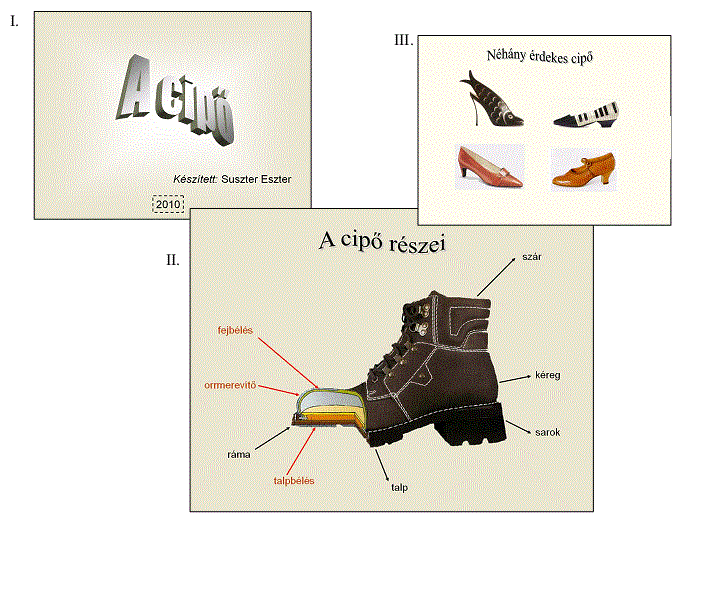 I.
A cipő
Készített: Suszter Eszter
2010
III.
Néhány érdekes cipő
II.
A cipő részei
szár
fejbélés
orrmerevítő
kéreg
sarok
ráma
talpbélés
talp